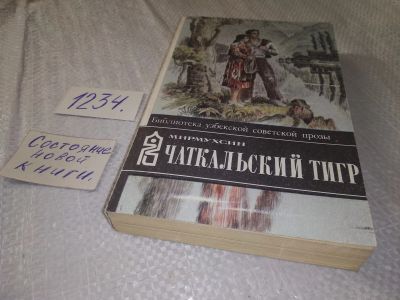 1234.
Состояние
новой
книги.
Библиотека узбекской советской прозы
МИРМУХСИН
ЧАТКАЛЬСКИЙ ТИГР